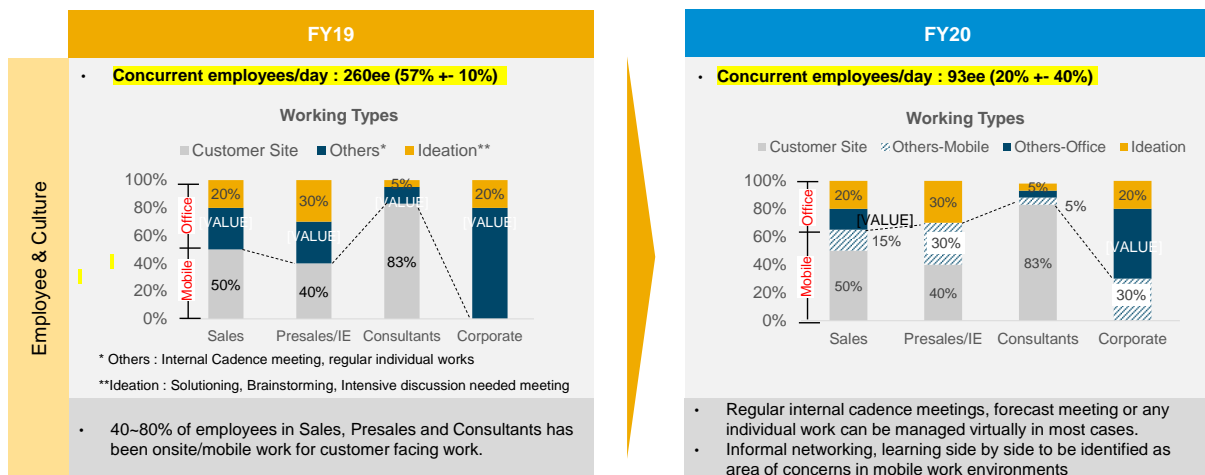 FY19
FY20
Employee & Culture
• Concurrent employees/day : 260ee (57% +- 10%)
Working Types
Customer Site Others* Ideation**
100%
80%
60%
40%
20%
0%
Office
Mobile
20%
50%
30%
[VALUE]
40%
5%
[VALUE]
83%
20%
[VALUE]
[VALUE]
Sales Presales/IE Consultants Corporate
* Others : Internal Cadence meeting, regular individual works
**Ideation : Solutioning, Brainstorming, Intensive discussion needed meeting
• 40~80% of employees in Sales, Presales and Consultants has
been onsite/mobile work for customer facing work.
• Concurrent employees/day : 93ee (20% +- 40%)
Working Types
Customer Site Others-Mobile Others-Office Ideation
100%
80%
60%
40%
20%
0%
Office
Mobile
20%
[VALUE]
15%
50%
30%
30%
40%
5%
5%
83%
20%
[VALUE]
30%
Sales Presales/IE Consultants Corporate
• Regular internal cadence meetings, forecast meeting or any
individual work can be managed virtually in most cases.
• Informal networking, learning side by side to be identified as
area of concerns in mobile work environments